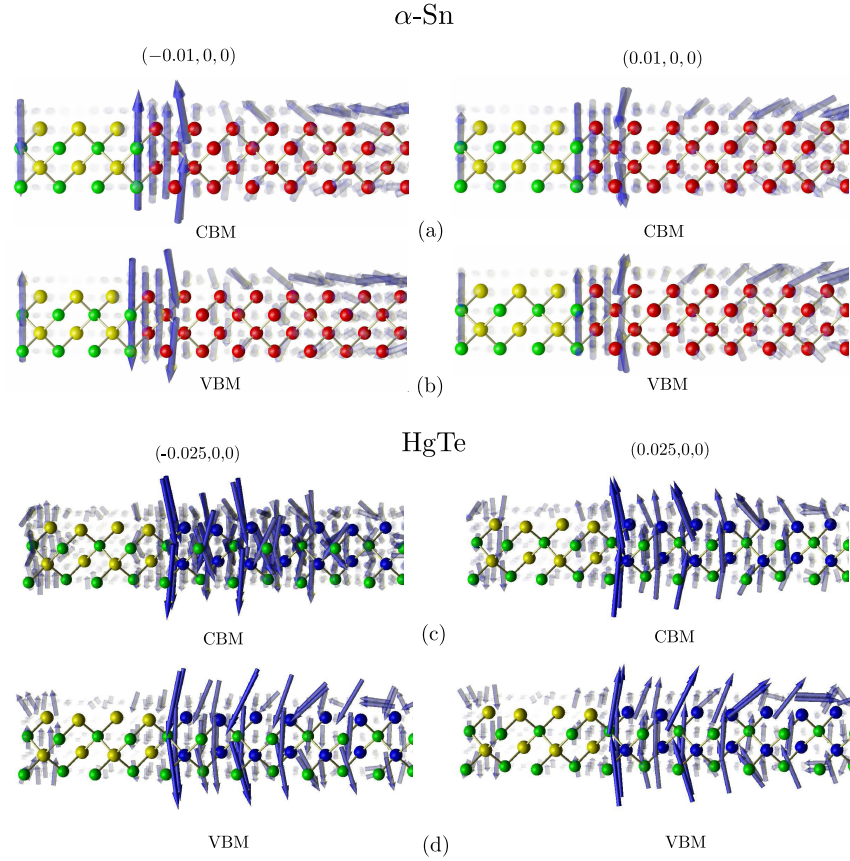 α-Sn
(−0.01, 0, 0) (0.01, 0, 0)
CBM (a) CBM
VBM (b) VBM
HgTe
(-0.025,0,0) (0.025,0,0)
CBM (c) CBM
VBM (d) VBM